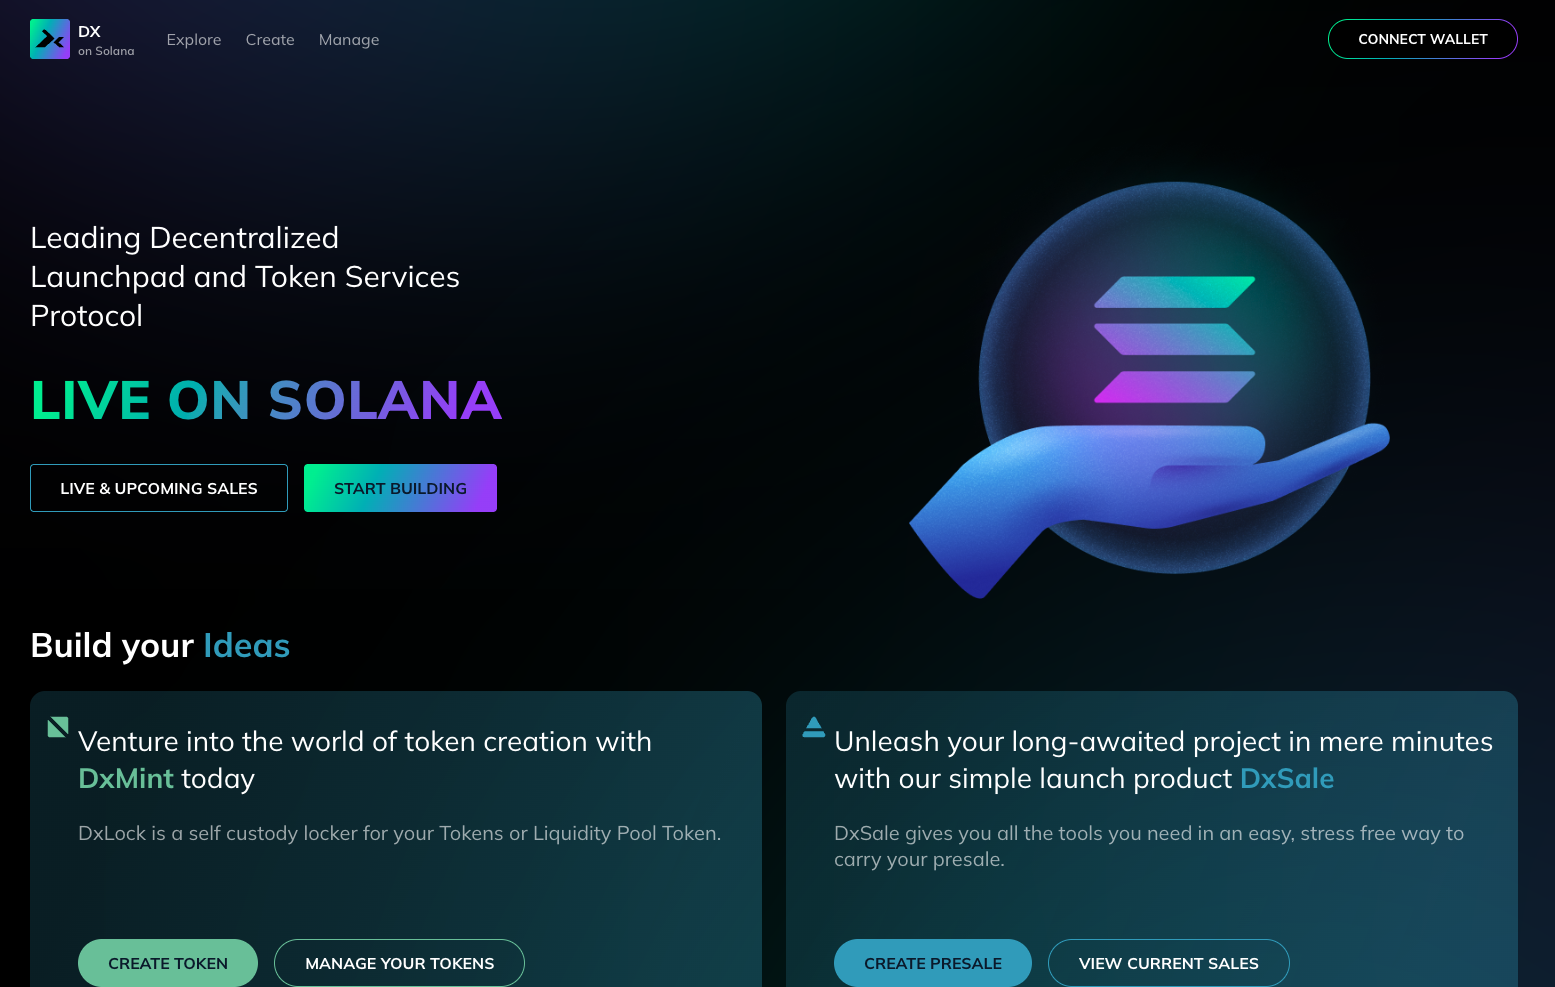 DX
on Solana
Explore
Create
Manage
CONNECT WALLET
Leading Decentralized
Launchpad and Token Services
Protocol
LIVE ON SOLANA
LIVE & UPCOMING SALES
START BUILDING
Build your Ideas
Venture into the world of token creation with
DxMint today
DxLock is a self custody locker for your Tokens or Liquidity Pool Token.
CREATE TOKEN
MANAGE YOUR TOKENS
Unleash your long-awaited project in mere minutes
with our simple launch product DxSale
DxSale gives you all the tools you need in an easy, stress free way to
carry your presale.
CREATE PRESALE
VIEW CURRENT SALES